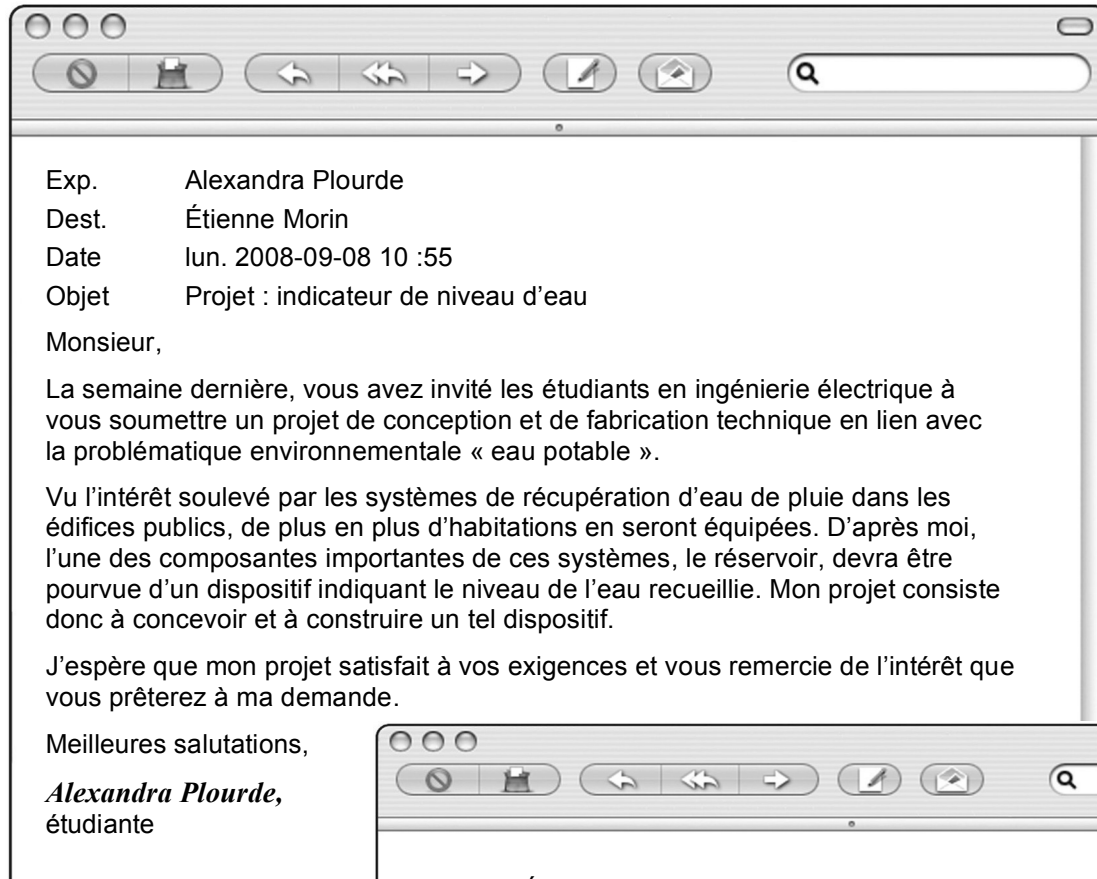 Exp. Alexandra Plourde
Dest. Étienne Morin
Date lun. 2008-09-08 10 :55
Objet Projet : indicateur de niveau d’eau
Monsieur,
La semaine dernière, vous avez invité les étudiants en ingénierie électrique à
vous soumettre un projet de conception et de fabrication technique en lien avec
la problématique environnementale « eau potable ».
Vu l’intérêt soulevé par les systèmes de récupération d’eau de pluie dans les
édifices publics, de plus en plus d’habitations en seront équipées. D’après moi,
l’une des composantes importantes de ces systèmes, le réservoir, devra être
pourvue d’un dispositif indiquant le niveau de l’eau recueillie. Mon projet consiste
donc à concevoir et à construire un tel dispositif.
J’espère que mon projet satisfait à vos exigences et vous remercie de l’intérêt que
vous prêterez à ma demande.
Meilleures salutations,
Alexandra Plourde,
étudiante